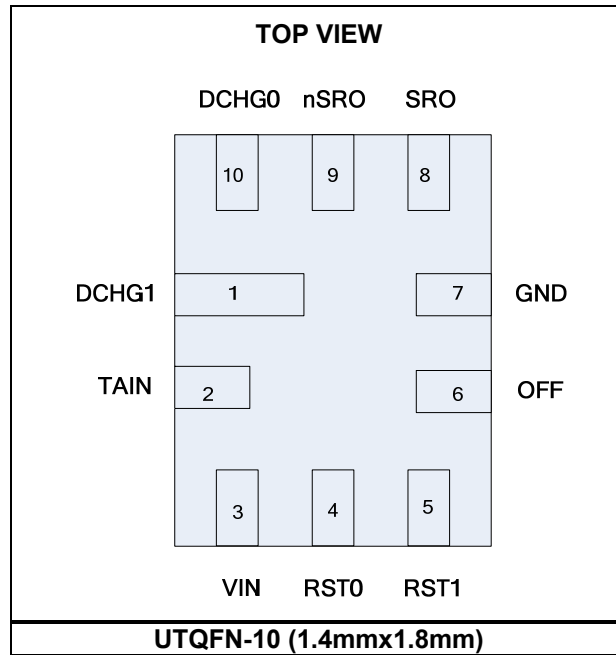 TOP VIEW
DCHG0 nSRO SRO
10 9 8
DCHG1 1 7 GND
TAIN 2 6 OFF
3 4 5
VIN RST0 RST1
UTQFN-10 (1.4mmx1.8mm)